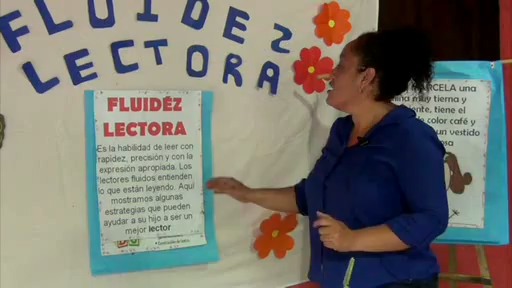 FLUIDEZ
LECTORA
FLUIDÉZ
LECTORA
Es la habilidad de leer con
rapidez, precisión y con la
expresión apropiada. Los
lectores fluidos entienden
lo que están leyendo. Aquí
mostramos algunas
estrategias que pueden
ayudar a su hijo a ser un
mejor lector
MARCELA una
niña muy tierna y
tiene el
color café y
un vestido